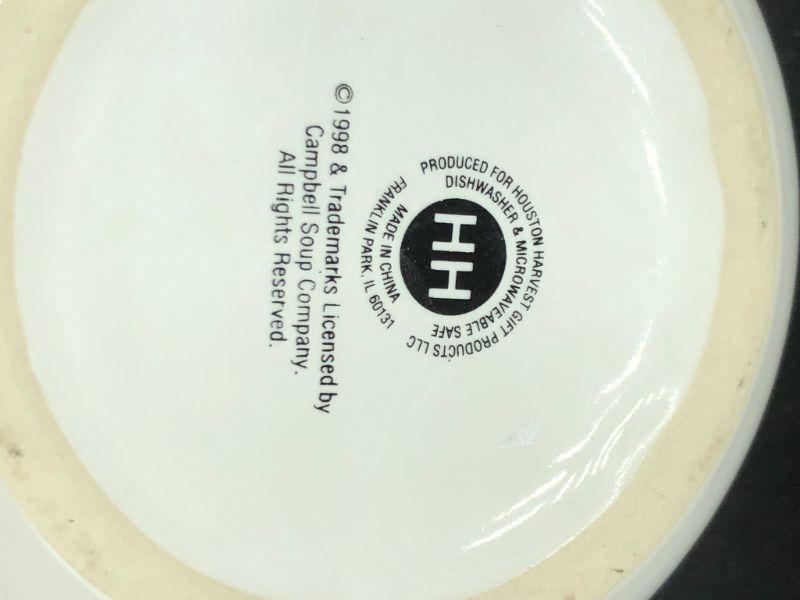 PRODUCED FOR HOUSTON HARVEST GIFT PRODUCTS LLC
DISHWASHER & MICROWAVEABLE SAFE
HH
MADE IN CHINA
FRANKLIN PARK, IL 60131
©1998 & Trademarks Licensed by
Campbell Soup Company.
All Rights Reserved.